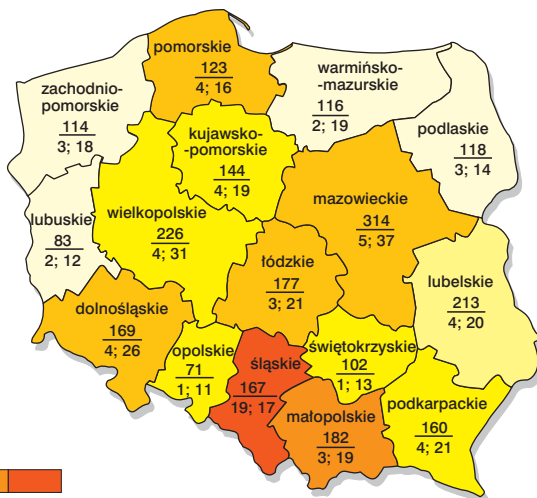 pomorskie
123
4; 16
warmińsko-
-mazurskie
116
2; 19
zachodnio-
pomorskie
114
3; 18
podlaskie
118
3; 14
kujawsko-
-pomorskie
144
4; 19
mazowieckie
314
5; 37
lubuskie
83
2; 12
wielkopolskie
226
4; 31
łódzkie
177
3; 21
lubelskie
213
4; 20
dolnośląskie
169
4; 26
opolskie
71
1; 11
śląskie
167
19; 17
świętokrzyskie
102
1; 13
małopolskie
182
3; 19
podkarpackie
160
4; 21